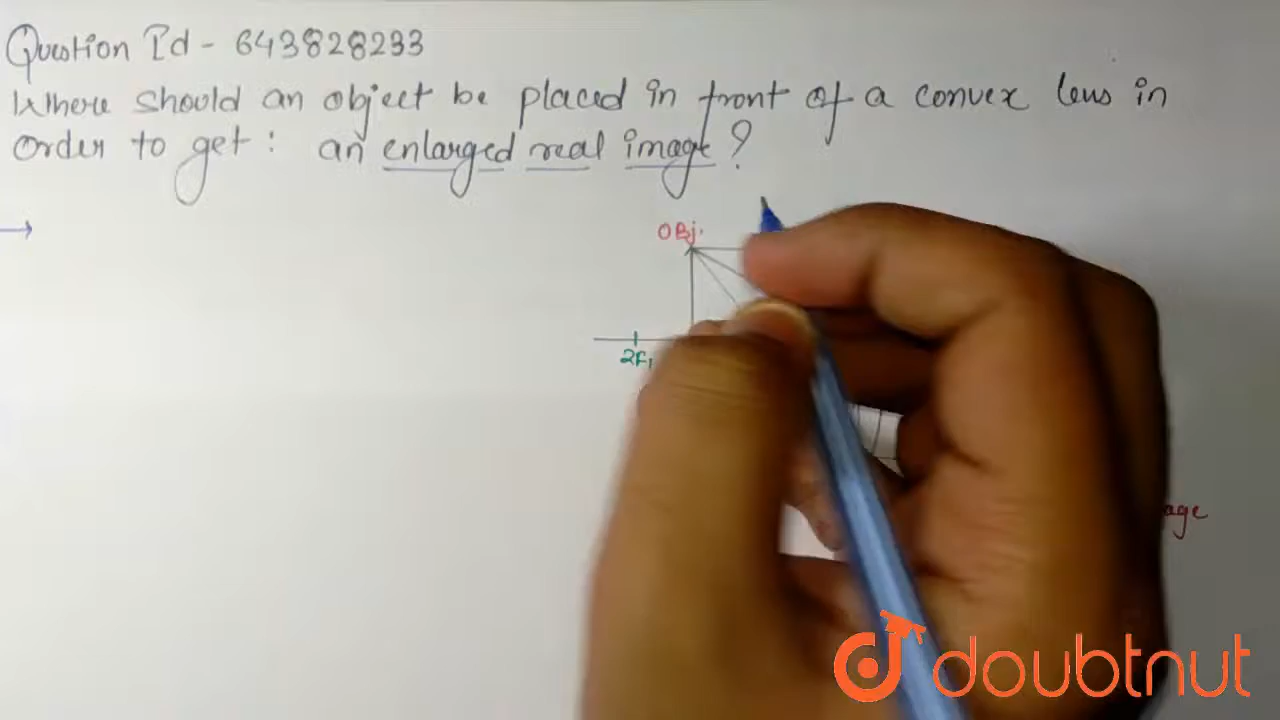 Question Id - 643828233
Where should an object be placed in front of a convex lens in
order to get : an enlarged real image ?
OBj.
2F1
age
doubtnut